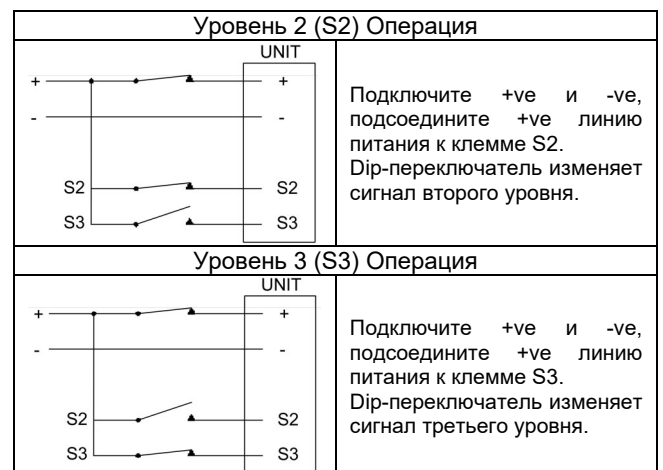 Уровень 2 (S2) Операция
UNIT
+ +
- -
S2 S2
S3 S3
Подключите +ve и -ve,
подсоедините +ve линию
питания к клемме S2.
Dip-переключатель изменяет
сигнал второго уровня.
Уровень 3 (S3) Операция
UNIT
+ +
- -
S2 S2
S3 S3
Подключите +ve и -ve,
подсоедините +ve линию
питания к клемме S3.
Dip-переключатель изменяет
сигнал третьего уровня.